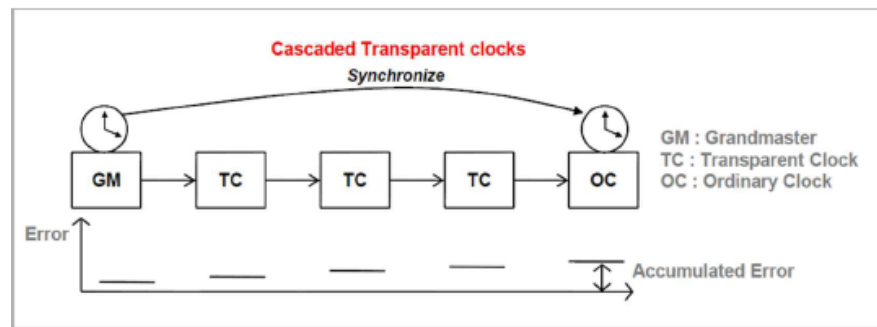 Cascaded Transparent clocks
Synchronize
GM : Grandmaster
TC : Transparent Clock
OC : Ordinary Clock
GM
TC
TC
TC
OC
Error
Accumulated Error